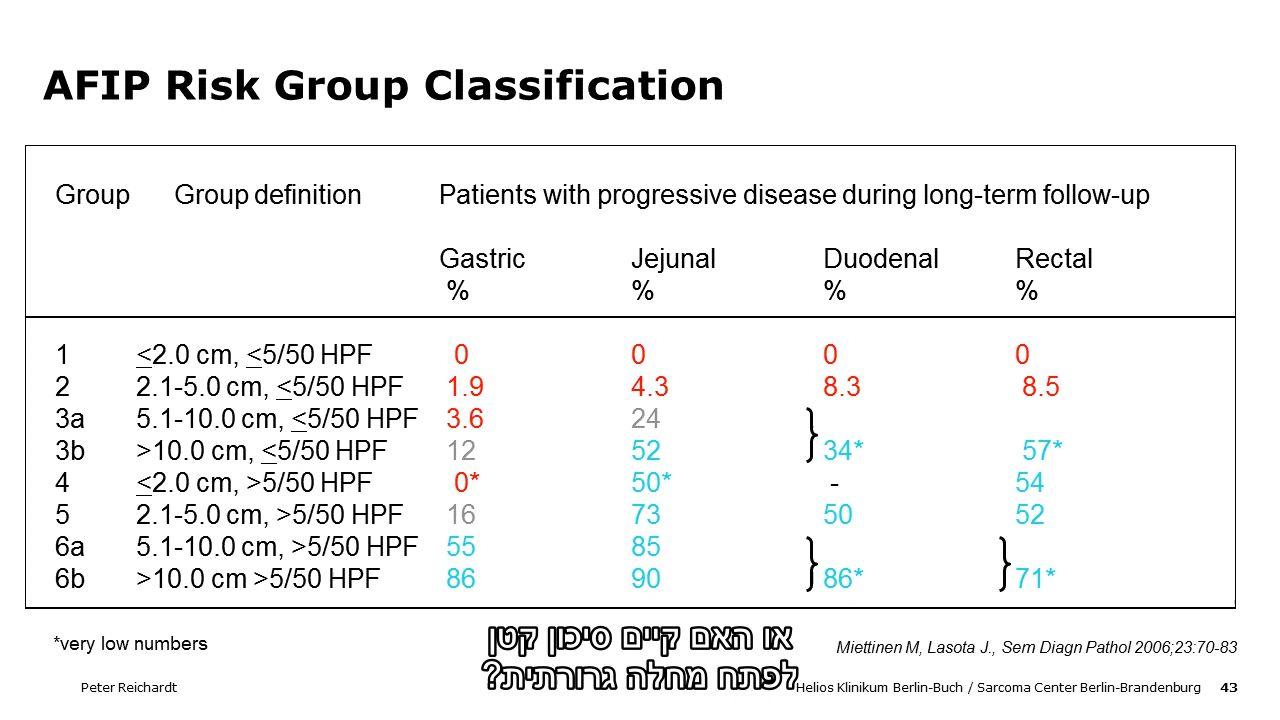 AFIP Risk Group Classification
Group Group definition Patients with progressive disease during long-term follow-up
Gastric Jejunal Duodenal Rectal
% % % %
1 <2.0 cm, <5/50 HPF 0 0 0 0
2 2.1-5.0 cm, <5/50 HPF 1.9 4.3 8.3 8.5
3a 5.1-10.0 cm, <5/50 HPF 3.6 24
3b >10.0 cm, <5/50 HPF 12 52 34* 57*
4 <2.0 cm, >5/50 HPF 0* 50* - 54
5 2.1-5.0 cm, >5/50 HPF 16 73 50 52
6a 5.1-10.0 cm, >5/50 HPF 55 85
6b >10.0 cm >5/50 HPF 86 90 86* 71*
*very low numbers
או האם קיים סיכון קטן
לפתח מחלה גרורתית?
Miettinen M, Lasota J., Sem Diagn Pathol 2006;23:70-83
Peter Reichardt
Helios Klinikum Berlin-Buch / Sarcoma Center Berlin-Brandenburg 43